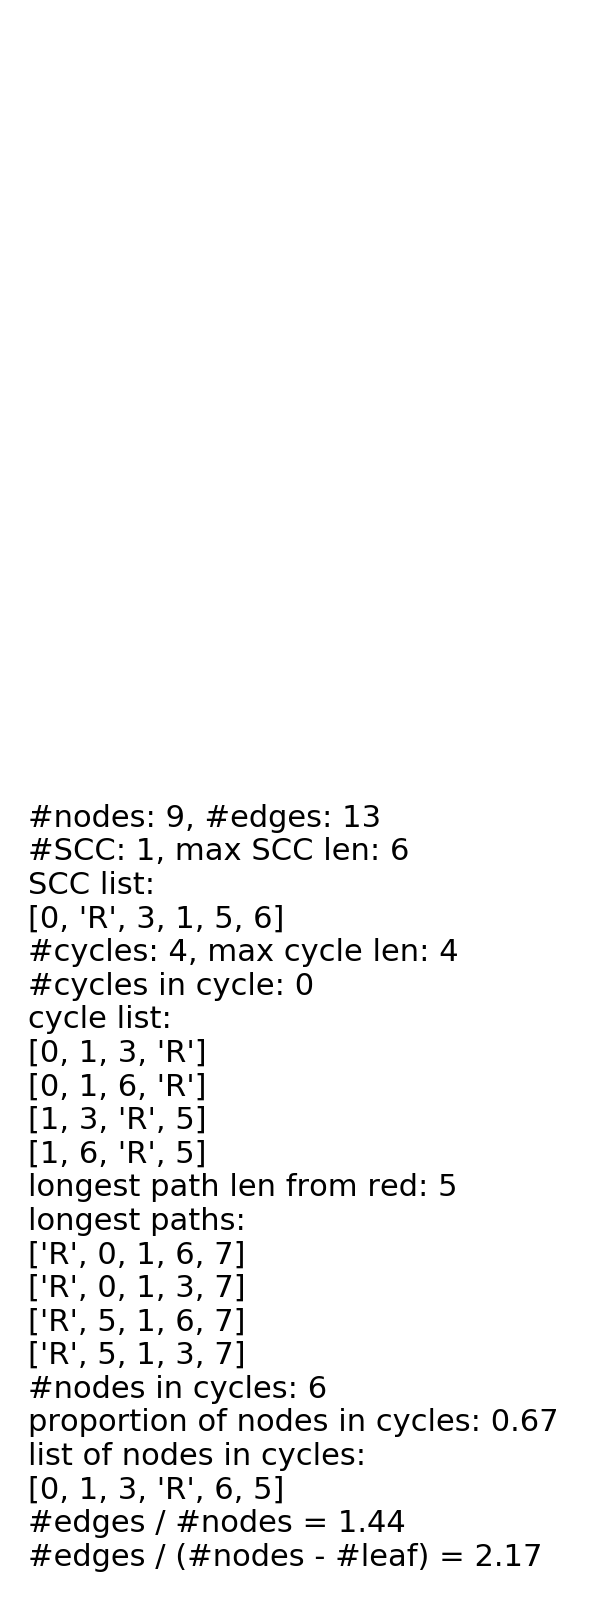 #nodes: 9, #edges: 13
#SCC: 1, max SCC len: 6
SCC list:
[0, 'R', 3, 1, 5, 6]
#cycles: 4, max cycle len: 4
#cycles in cycle: 0
cycle list:
[0, 1, 3, 'R']
[0, 1, 6, 'R']
[1, 3, 'R', 5]
[1, 6, 'R', 5]
longest path len from red: 5
longest paths:
['R', 0, 1, 6, 7]
['R', 0, 1, 3, 7]
['R', 5, 1, 6, 7]
['R', 5, 1, 3, 7]
#nodes in cycles: 6
proportion of nodes in cycles: 0.67
list of nodes in cycles:
[0, 1, 3, 'R', 6, 5]
#edges / #nodes = 1.44
#edges / (#nodes - #leaf) = 2.17